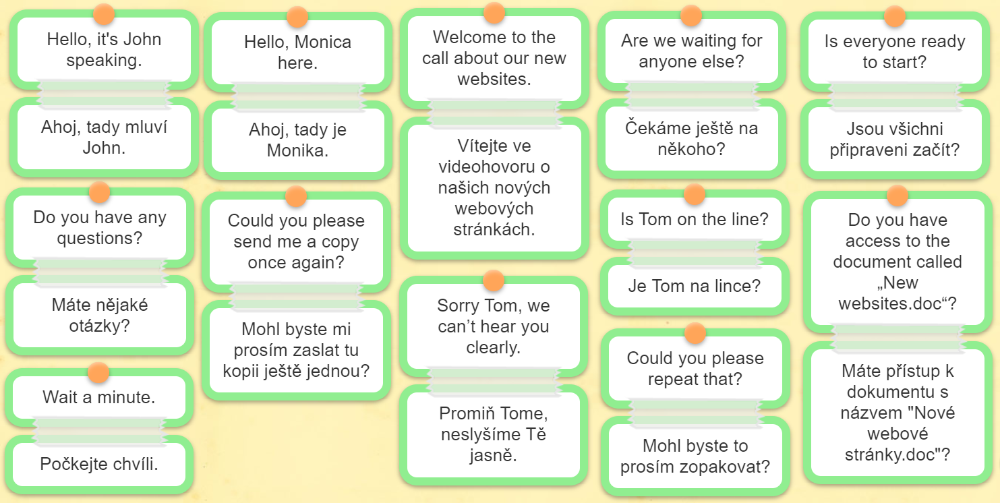 Hello, it's John
speaking.
Ahoj, tady mluví
John.
Hello, Monica
here.
Ahoj, tady je
Monika.
Welcome to the
call about our new
websites.
Vítejte ve
videohovoru o
našich nových
webových
stránkách.
Are we waiting for
anyone else?
Čekáme ještě na
někoho?
Is everyone ready
to start?
Jsou všichni
připraveni začít?
Do you have any
questions?
Máte nějaké
otázky?
Could you please
send me a copy
once again?
Mohl byste mi
prosím zaslat tu
kopii ještě jednou?
Sorry Tom, we
can’t hear you
clearly.
Promiň Tome,
neslyšíme Tě
jasně.
Is Tom on the line?
Je Tom na lince?
Do you have
access to the
document called
„New
websites.doc“?
Máte přístup k
dokumentu s
názvem "Nové
webové
stránky.doc"?
Wait a minute.
Počkejte chvíli.
Could you please
repeat that?
Mohl byste to
prosím zopakovat?